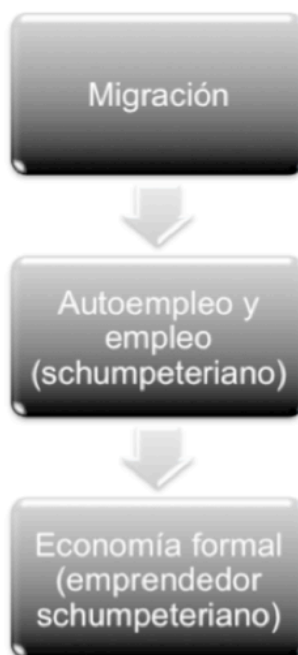 Migración
Autoempleo y
empleo
(schumpeteriano)
Economía formal
(emprendedor
schumpeteriano)